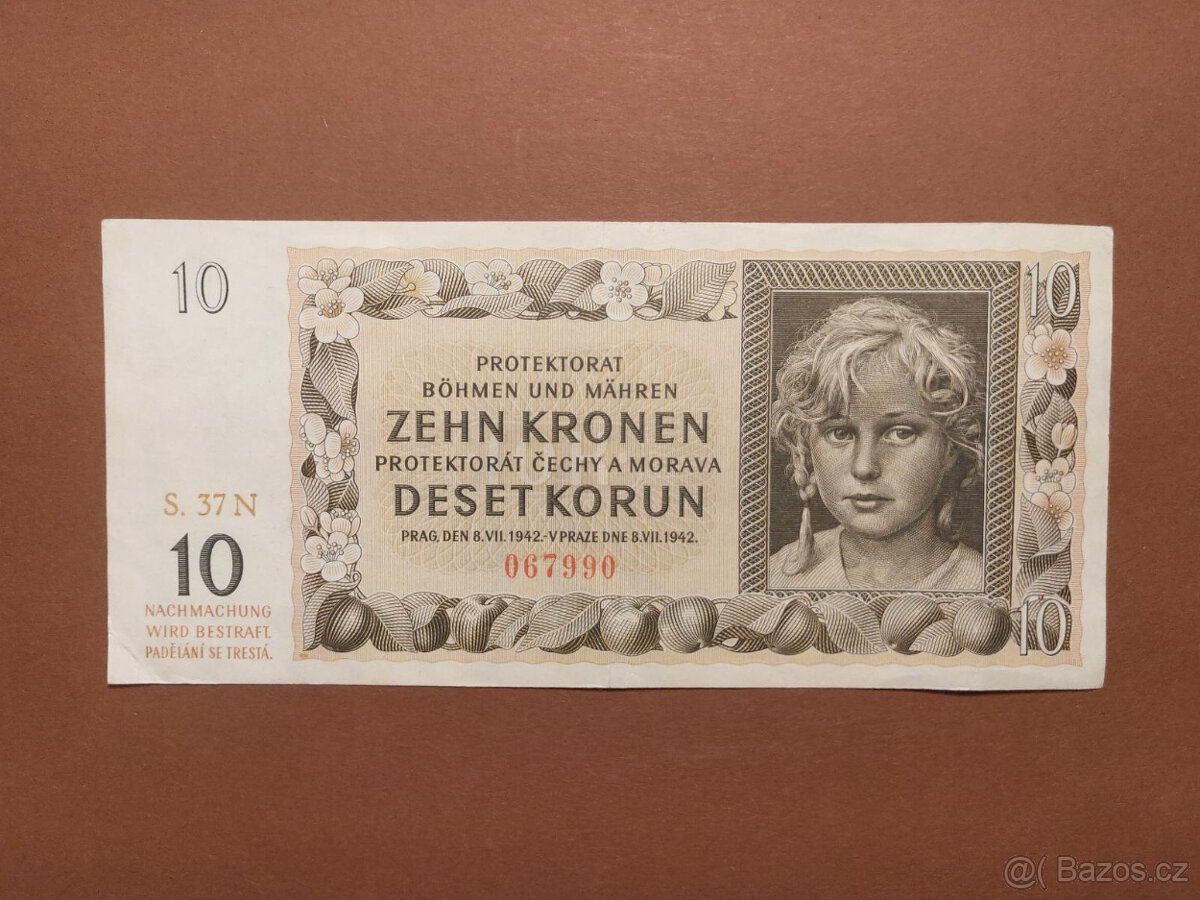 10
10
PROTEKTORAT
BÖHMEN UND MÄHREN
ZEHN KRONEN
PROTEKTORÁT ČECHY A MORAVA
DESET KORUN
PRAG, DEN 8. VII. 1942.-V PRAZE DNE 8. VII. 1942.
067990
S. 37 N
10
NACHMACHUNG
WIRD BESTRAFT.
PADĚLÁNÍ SE TRESTÁ.
10
@( Bazos.cz